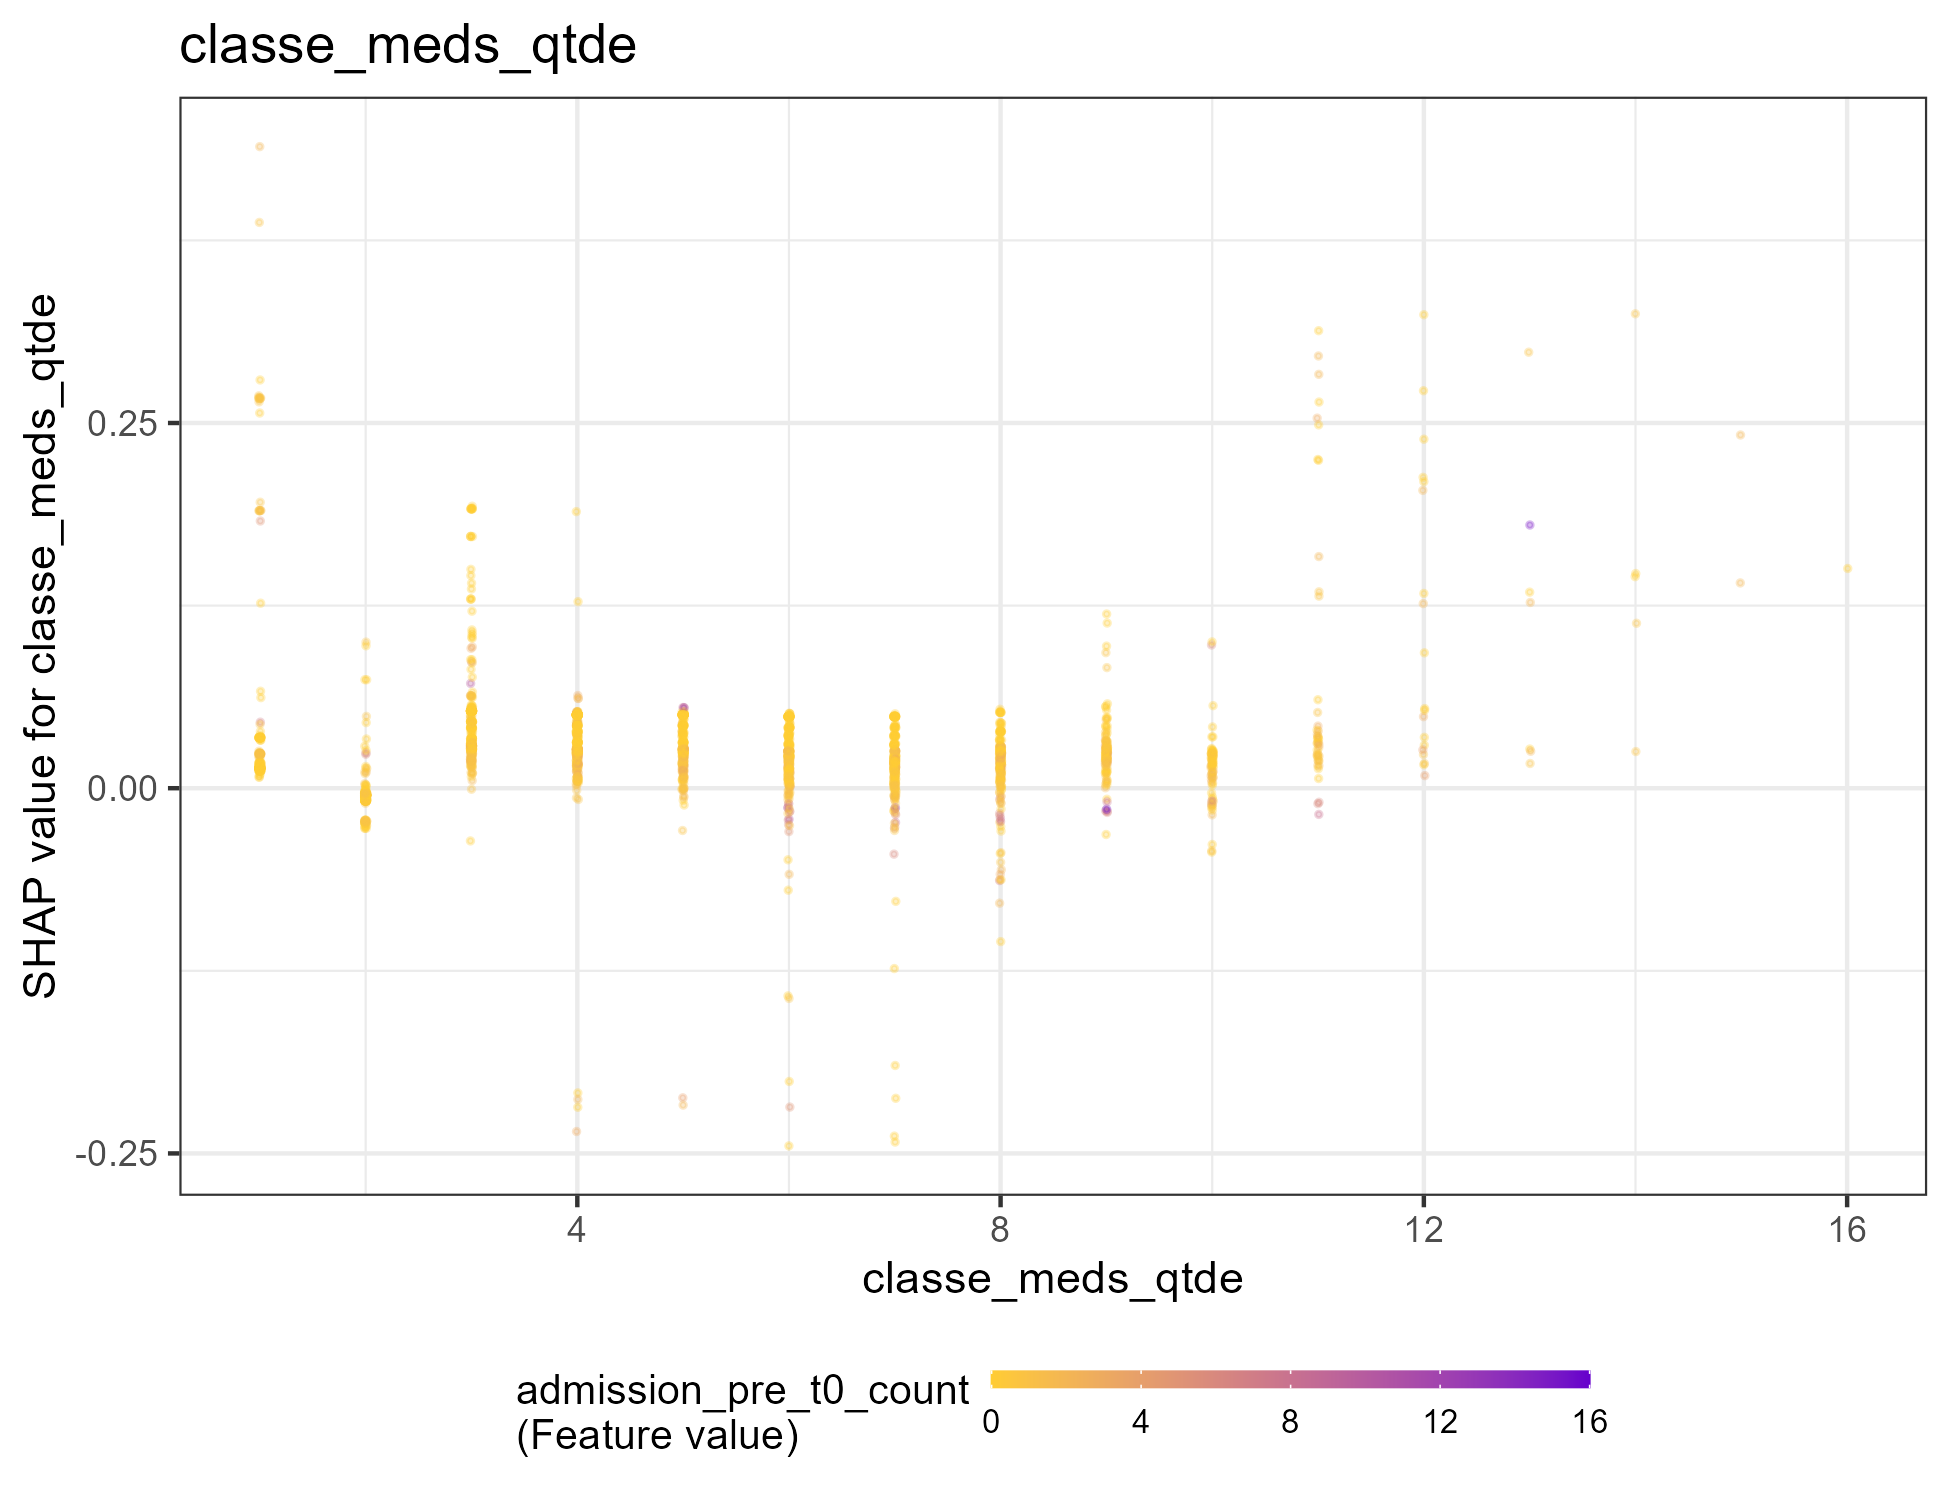 classe_meds_qtde
SHAP value for classe_meds_qtde
0.25
0.00
-0.25
4 8 12 16
classe_meds_qtde
admission_pre_t0_count
(Feature value)
0 4 8 12 16